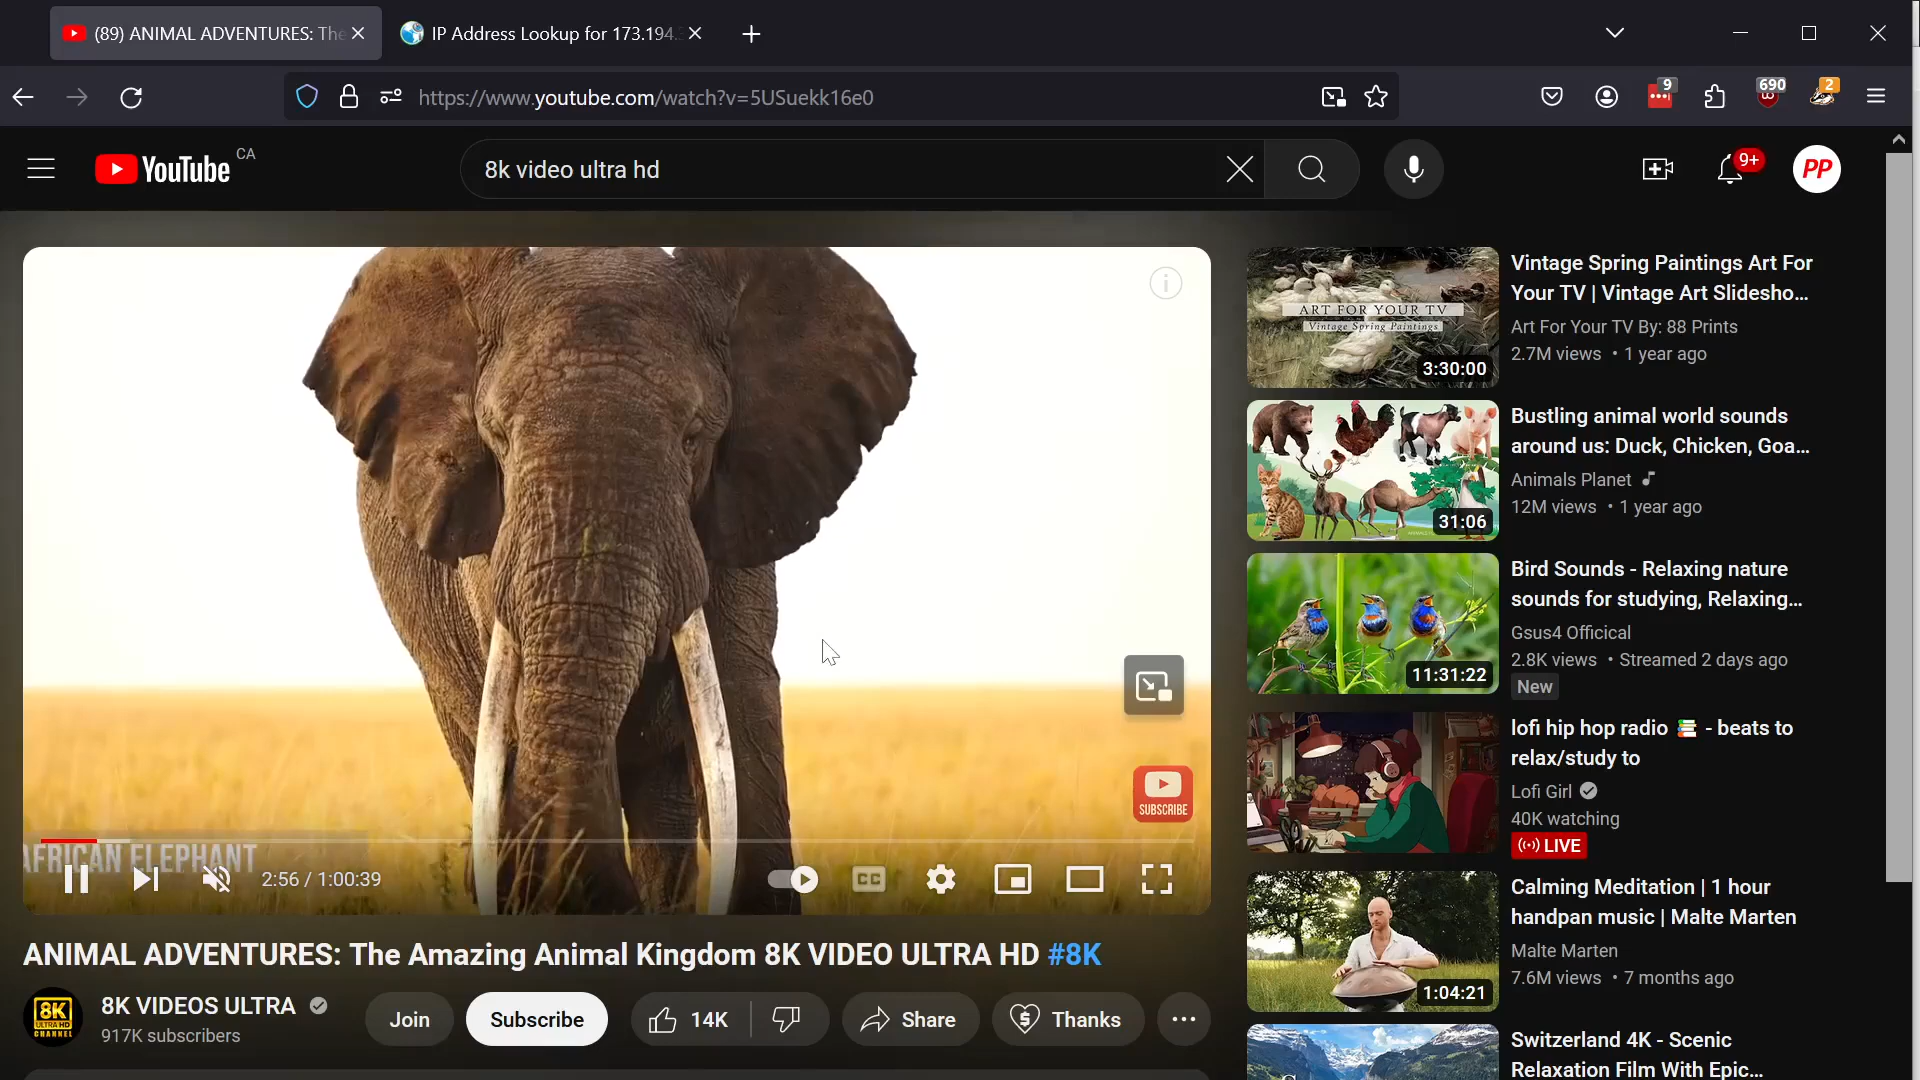 (89) ANIMAL ADVENTURES: The
IP Address Lookup for 173.194.
https://www.youtube.com/watch?v=5USuekk16e0
9
690
2
YouTube CA
8k video ultra hd
9+
PP
AFRICAN ELEPHANT
SUBSCRIBE
2:56 / 1:00:39
CC
ANIMAL ADVENTURES: The Amazing Animal Kingdom 8K VIDEO ULTRA HD #8K
8K
ULTRA HD
CHANNEL
8K VIDEOS ULTRA
917K subscribers
Join
Subscribe
14K
Share
Thanks
ART FOR YOUR TV
Vintage Spring Paintings
3:30:00
Vintage Spring Paintings Art For
Your TV | Vintage Art Slidesho...
Art For Your TV By: 88 Prints
2.7M views • 1 year ago
31:06
Bustling animal world sounds
around us: Duck, Chicken, Goa...
Animals Planet
12M views • 1 year ago
11:31:22
Bird Sounds - Relaxing nature
sounds for studying, Relaxing...
Gsus4 Officical
2.8K views • Streamed 2 days ago
New
lofi hip hop radio 📚 - beats to
relax/study to
Lofi Girl
40K watching
LIVE
1:04:21
Calming Meditation | 1 hour
handpan music | Malte Marten
Malte Marten
7.6M views • 7 months ago
Switzerland 4K - Scenic
Relaxation Film With Epic...